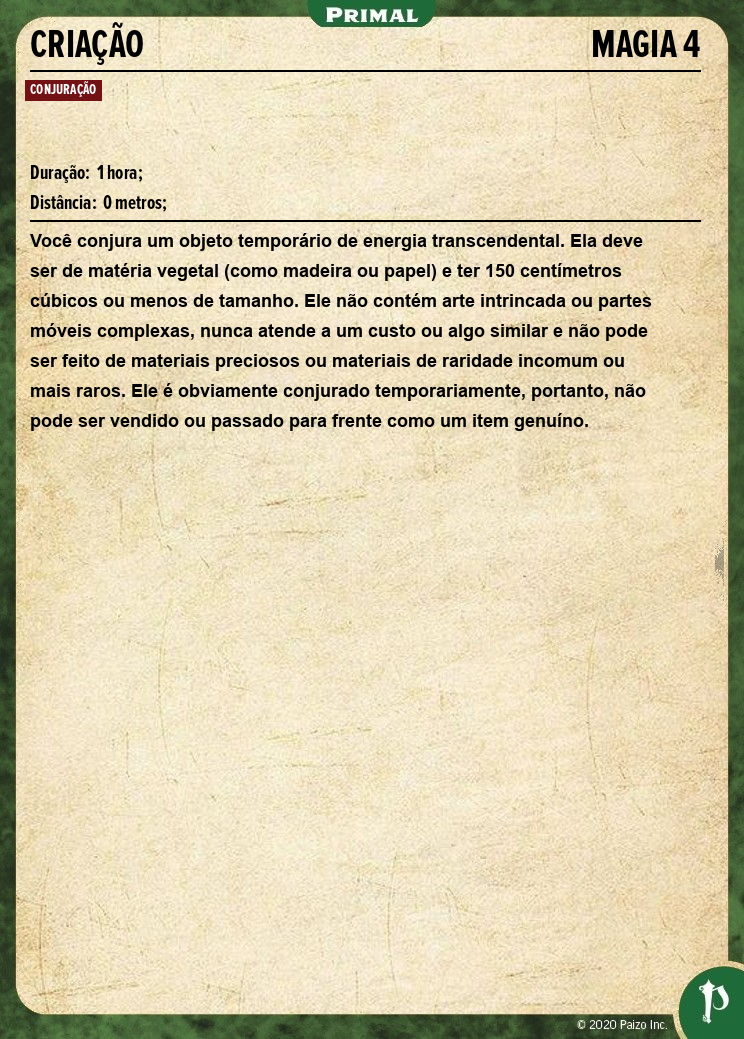 PRIMAL
CRIAÇÃO MAGIA 4
CONJURAÇÃO
Duração: 1 hora;
Distância: 0 metros;
Você conjura um objeto temporário de energia transcendental. Ela deve
ser de matéria vegetal (como madeira ou papel) e ter 150 centímetros
cúbicos ou menos de tamanho. Ele não contém arte intrincada ou partes
móveis complexas, nunca atende a um custo ou algo similar e não pode
ser feito de materiais preciosos ou materiais de raridade incomum ou
mais raros. Ele é obviamente conjurado temporariamente, portanto, não
pode ser vendido ou passado para frente como um item genuíno.
© 2020 Paizo Inc.